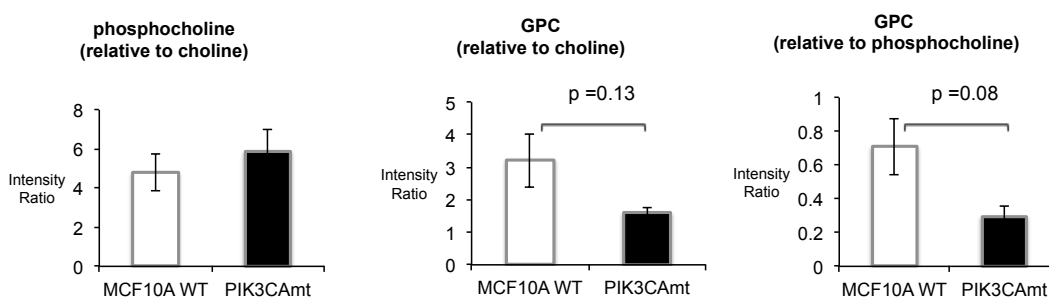 phosphocholine
(relative to choline)
8
6
4
2
0
Intensity
Ratio
MCF10A WT PIK3CAmt
GPC
(relative to choline)
p =0.13
5
4
3
2
1
0
Intensity
Ratio
MCF10A WT PIK3CAmt
GPC
(relative to phosphocholine)
p =0.08
1
0.8
0.6
0.4
0.2
0
Intensity
Ratio
MCF10A WT PIK3CAmt